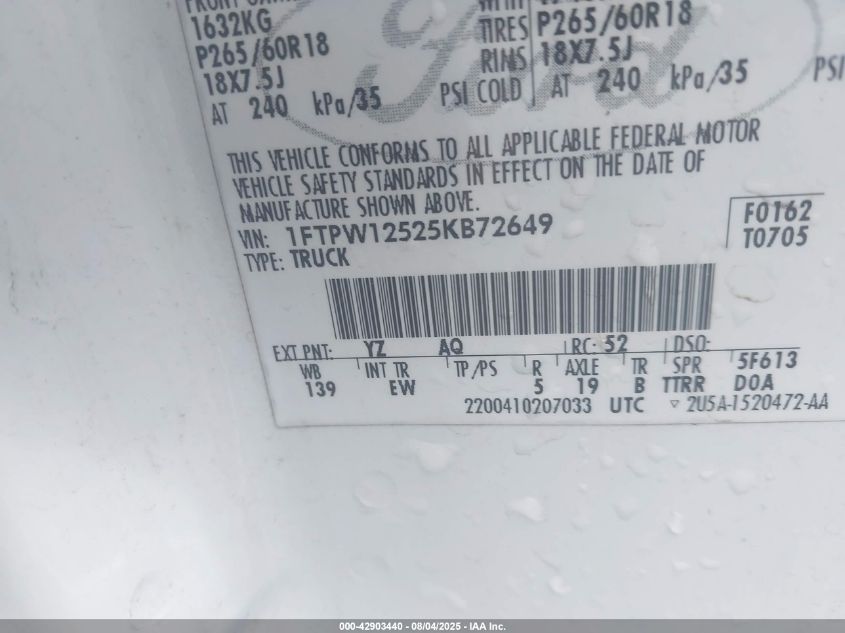 1632KG
P265/60R18
18X7.5J
AT 240 kPa/35 PSI COLD
TIRES P265/60R18
RIMS 18X7.5J
AT 240 kPa/35 PSI
Ford
THIS VEHICLE CONFORMS TO ALL APPLICABLE FEDERAL MOTOR
VEHICLE SAFETY STANDARDS IN EFFECT ON THE DATE OF
MANUFACTURE SHOWN ABOVE.
VIN: 1FTPW12525KB72649
TYPE: TRUCK
F0162
T0705
EXT PNT: YZ AQ RC: 52 DSO:
WB INT TR TP/PS R AXLE TR SPR 5F613
139 EW 5 19 B TTRR DOA
2200410207033 UTC ▽ 2U5A-1520472-AA
000-42903440 - 08/04/2025 - IAA Inc.